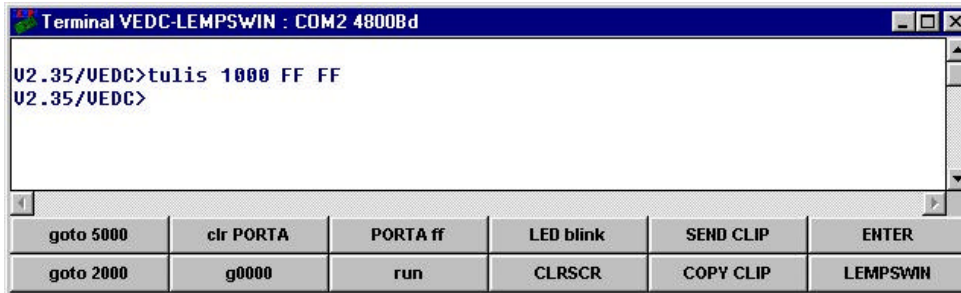 Terminal VEDC-LEMPSWIN : COM2 4800Bd
V2.35/VEDC>tulis 1000 FF FF
V2.35/VEDC>
goto 5000 clr PORTA PORTA ff LED blink SEND CLIP ENTER
goto 2000 g0000 run CLRSCR COPY CLIP LEMPSWIN